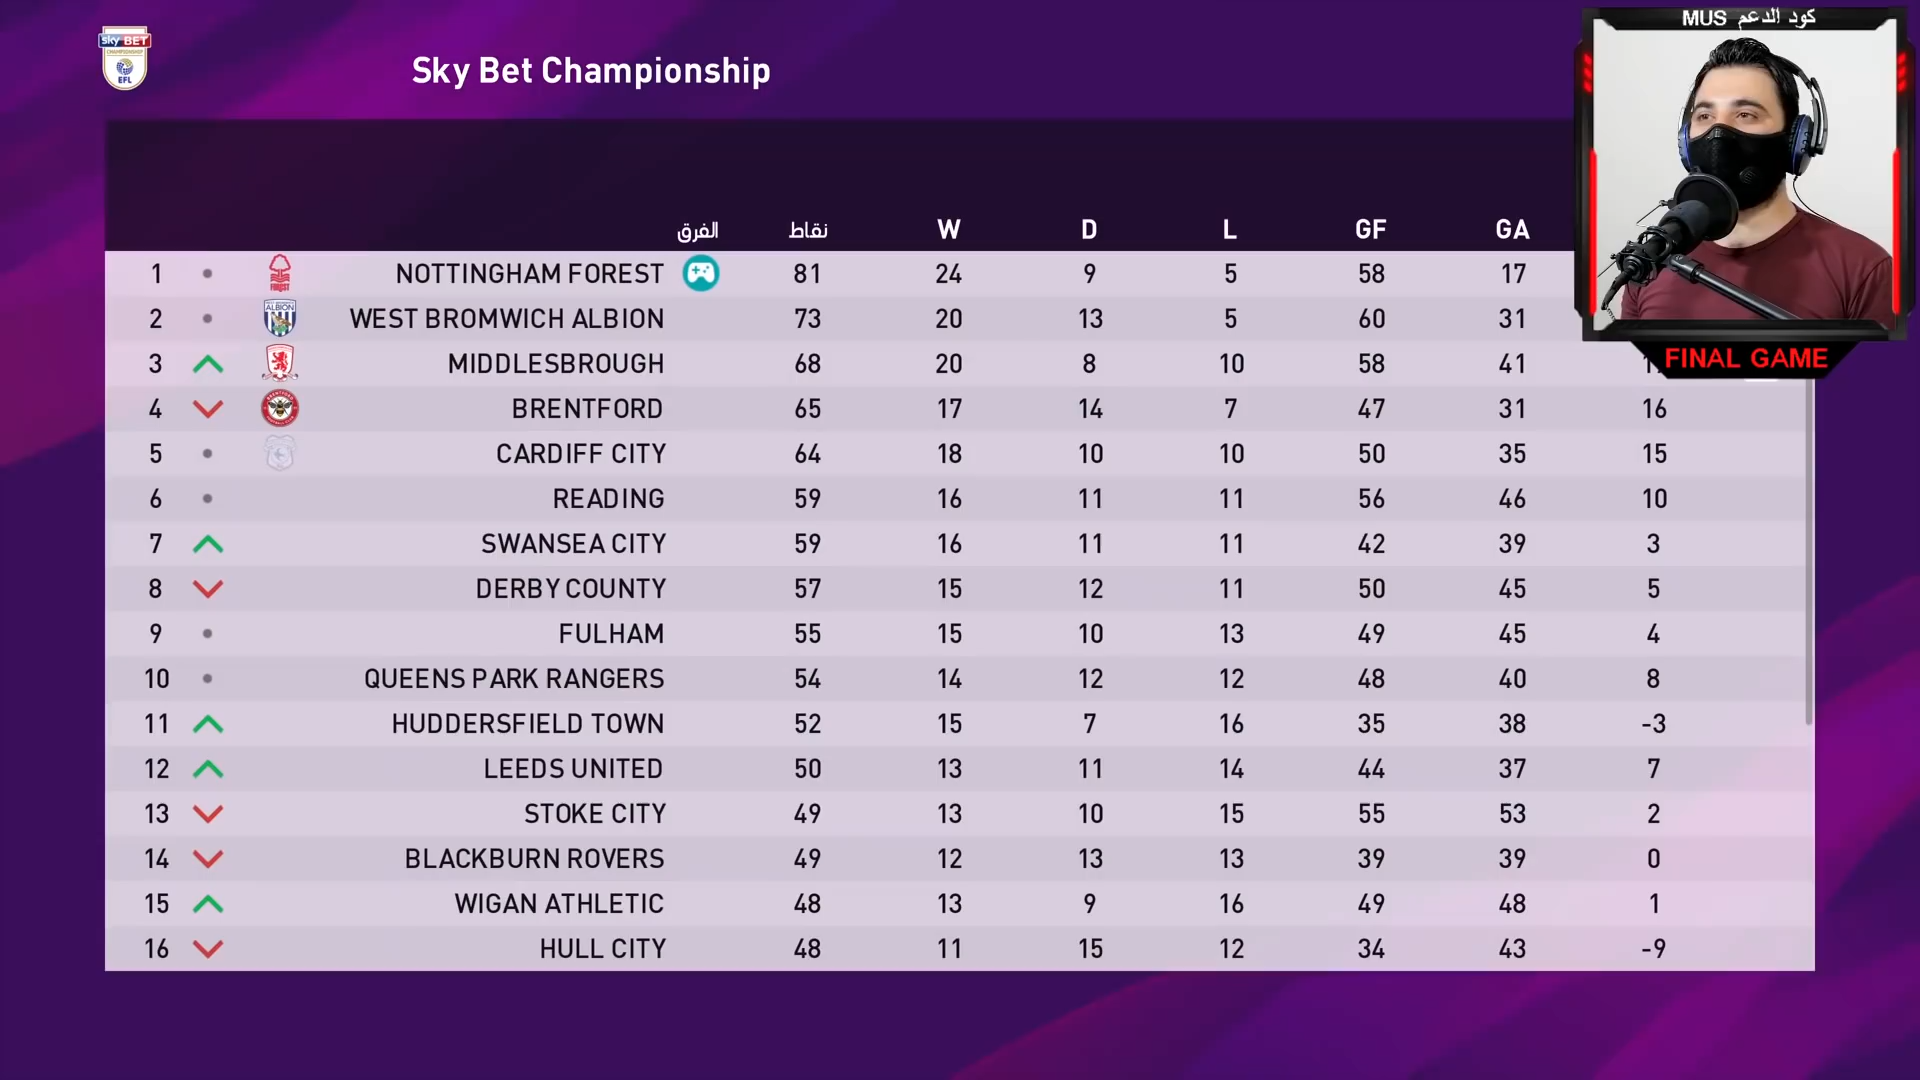 MUS كود الدعم
sky BET
CHAMPIONSHIP
EFL
Sky Bet Championship
الفرق نقاط W D L GF GA
1 FOREST NOTTINGHAM FOREST 81 24 9 5 58 17
2 ALBION WEST BROMWICH ALBION 73 20 13 5 60 31
3 MIDDLESBROUGH 68 20 8 10 58 41
FINAL GAME
4 BRENTFORD 65 17 14 7 47 31 16
5 CARDIFF CITY 64 18 10 10 50 35 15
6 READING 59 16 11 11 56 46 10
7 SWANSEA CITY 59 16 11 11 42 39 3
8 DERBY COUNTY 57 15 12 11 50 45 5
9 FULHAM 55 15 10 13 49 45 4
10 QUEENS PARK RANGERS 54 14 12 12 48 40 8
11 HUDDERSFIELD TOWN 52 15 7 16 35 38 -3
12 LEEDS UNITED 50 13 11 14 44 37 7
13 STOKE CITY 49 13 10 15 55 53 2
14 BLACKBURN ROVERS 49 12 13 13 39 39 0
15 WIGAN ATHLETIC 48 13 9 16 49 48 1
16 HULL CITY 48 11 15 12 34 43 -9